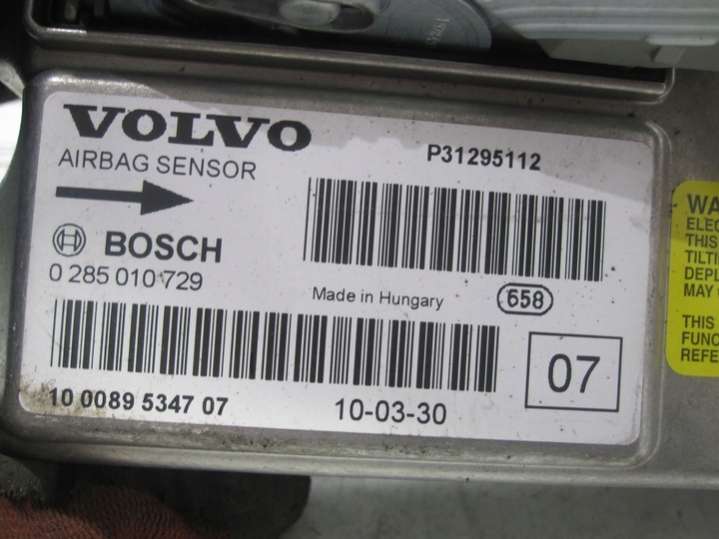 VOLVO
AIRBAG SENSOR
P31295112
BOSCH
0 285 010 729
Made in Hungary
658
10 0089 5347 07
10-03-30
07
WA
ELEC
THIS
TILTI
DEPL
MAY
THIS
FUNC
REFE